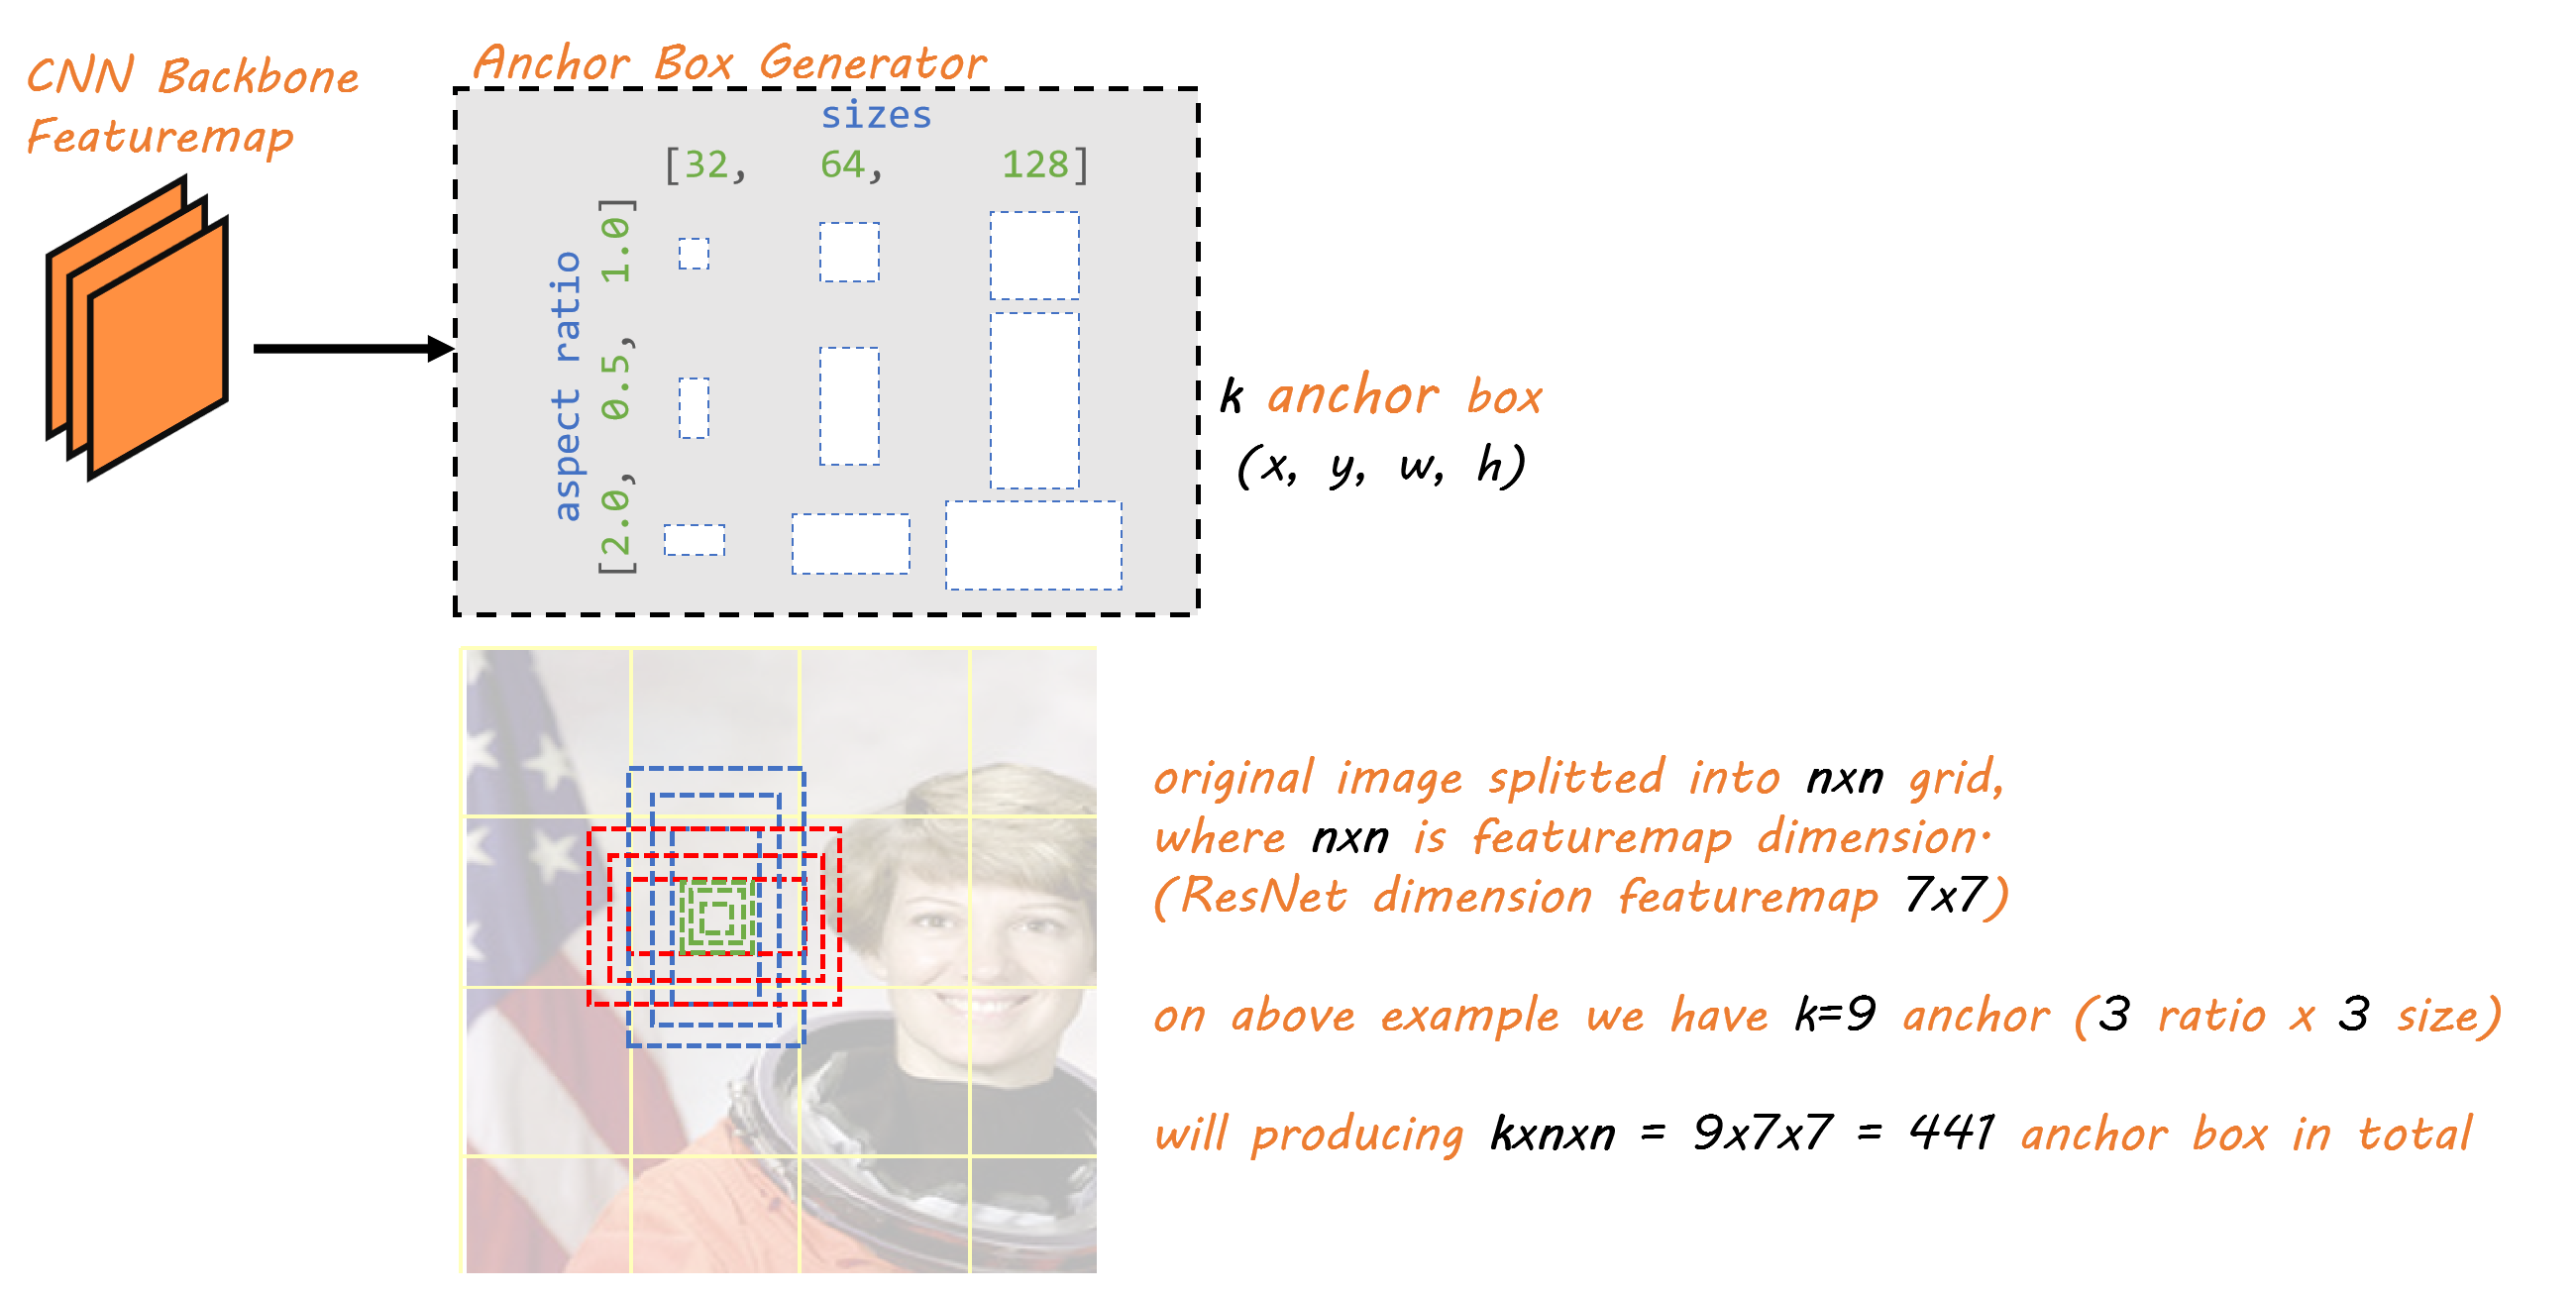 CNN Backbone
Featuremap
Anchor Box Generator
sizes
[32, 64, 128]
aspect ratio
[2.0, 0.5, 1.0]
k anchor box
(x, y, w, h)
original image splitted into nxn grid,
where nxn is featuremap dimension.
(ResNet dimension featuremap 7x7)
on above example we have k=9 anchor (3 ratio x 3 size)
will producing kxnxn = 9x7x7 = 441 anchor box in total